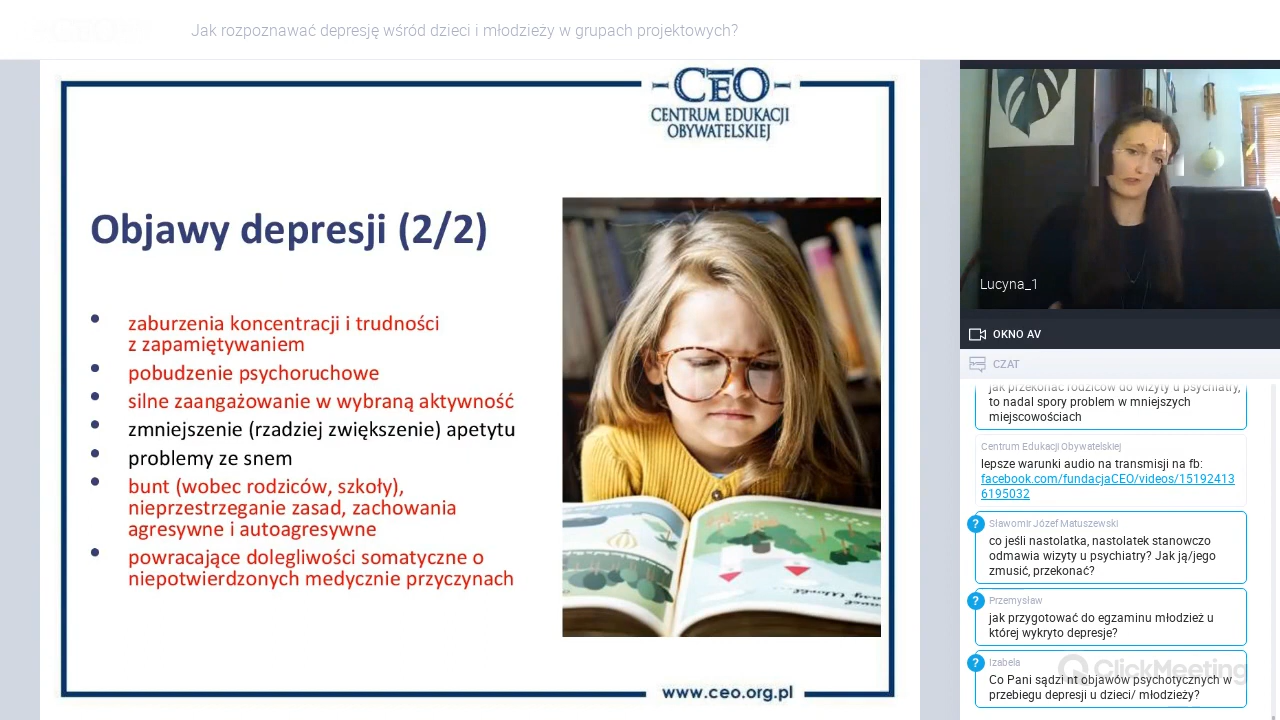 Jak rozpoznawać depresję wśród dzieci i młodzieży w grupach projektowych?
CEO
CENTRUM EDUKACJI
OBYWATELSKIEJ
Objawy depresji (2/2)
• zaburzenia koncentracji i trudności
z zapamiętywaniem
• pobudzenie psychoruchowe
• silne zaangażowanie w wybraną aktywność
• zmniejszenie (rzadziej zwiększenie) apetytu
• problemy ze snem
• bunt (wobec rodziców, szkoły),
nieprzestrzeganie zasad, zachowania
agresywne i autoagresywne
• powracające dolegliwości somatyczne o
niepotwierdzonych medycznie przyczynach
www.ceo.org.pl
Lucyna_1
OKNO AV
CZAT
jak przekonać rodziców do wizyty u psychiatry,
to nadal spory problem w mniejszych
miejscowościach
Centrum Edukacji Obywatelskiej
lepsze warunki audio na transmisji na fb:
facebook.com/fundacjaCEO/videos/15192413
6195032
?
Sławomir Józef Matuszewski
co jeśli nastolatka, nastolatek stanowczo
odmawia wizyty u psychiatry? Jak ją/jego
zmusić, przekonać?
?
Przemysław
jak przygotować do egzaminu młodzież u
której wykryto depresje?
?
Izabela
Co Pani sądzi nt objawów psychotycznych w
przebiegu depresji u dzieci/ młodzieży?
ClickMeeting